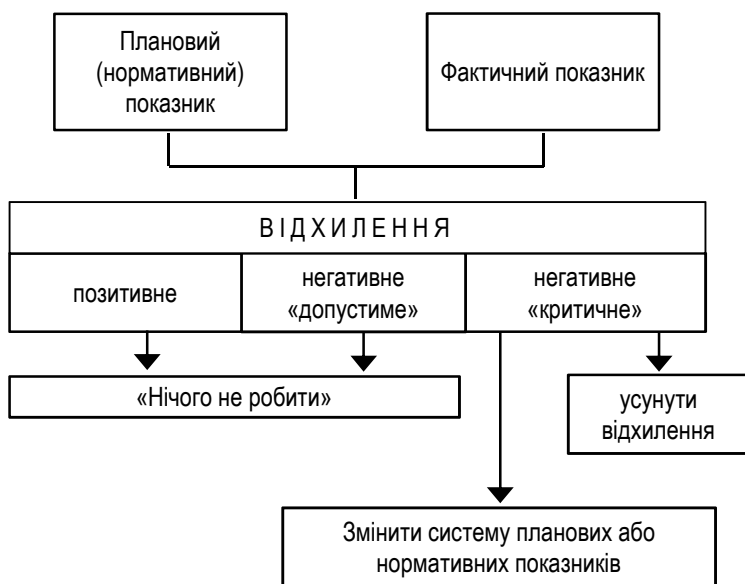 Плановий
(нормативний)
показник
Фактичний показник
ВІДХИЛЕННЯ
позитивне
негативне
«допустиме»
негативне
«критичне»
«Нічого не робити»
усунути
відхилення
Змінити систему планових або
нормативних показників